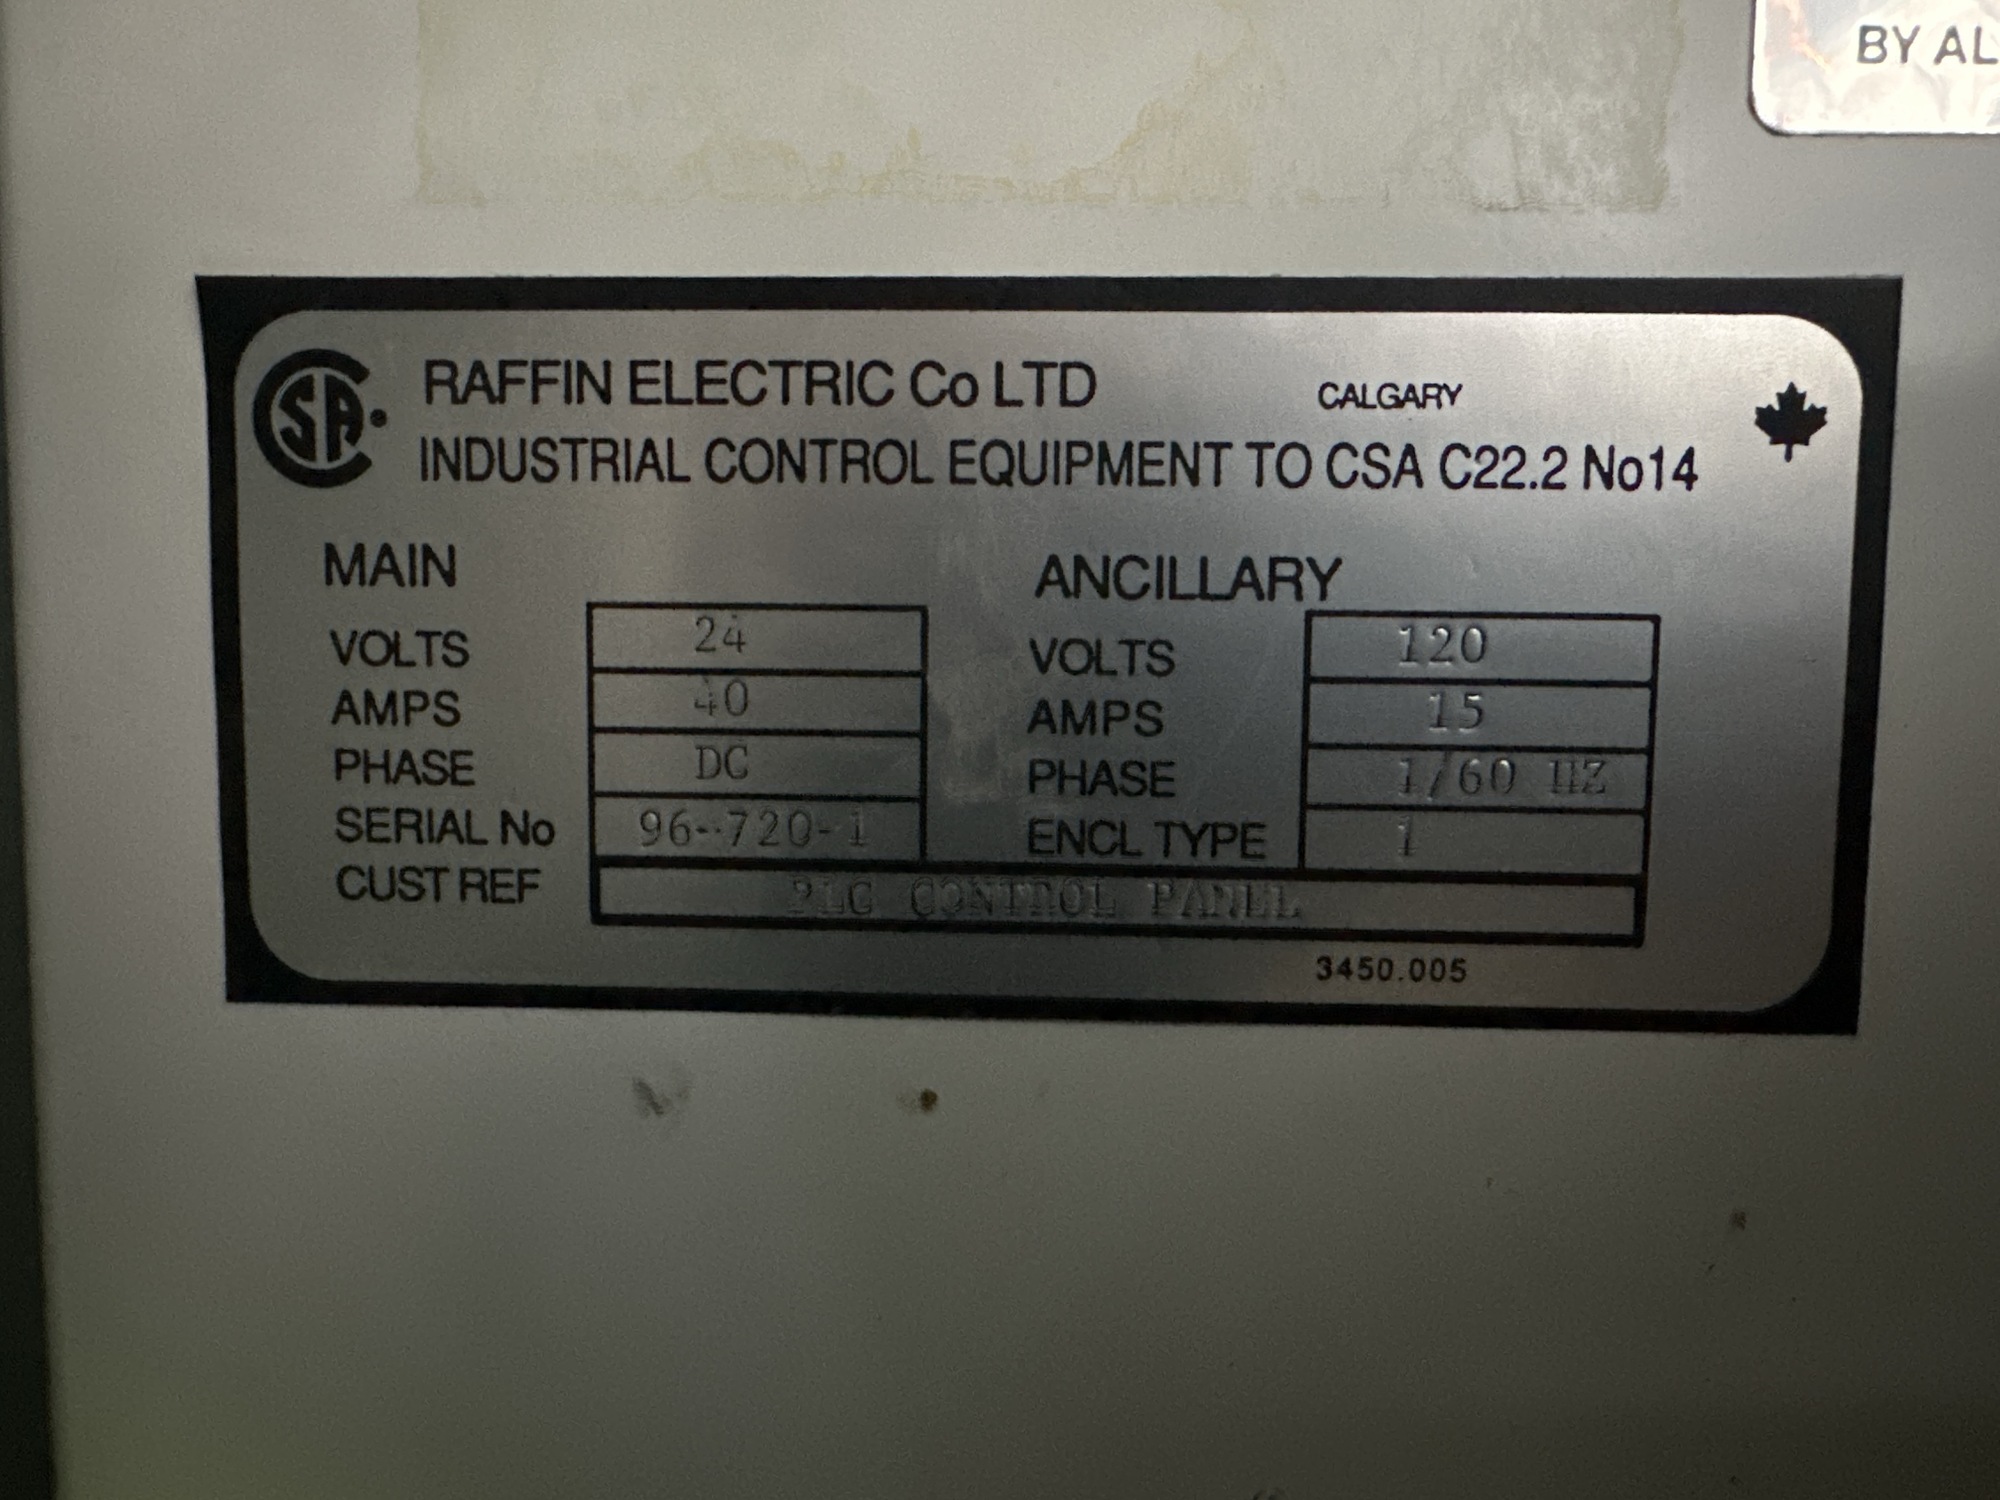 BY AL
CSA
RAFFIN ELECTRIC Co LTD CALGARY
INDUSTRIAL CONTROL EQUIPMENT TO CSA C22.2 No14
MAIN ANCILLARY
VOLTS 24 VOLTS 120
AMPS 40 AMPS 15
PHASE DC PHASE 1/60 HZ
SERIAL No 96-720-1 ENCL TYPE 1
CUST REF PLC CONTROL PANEL
3450.005